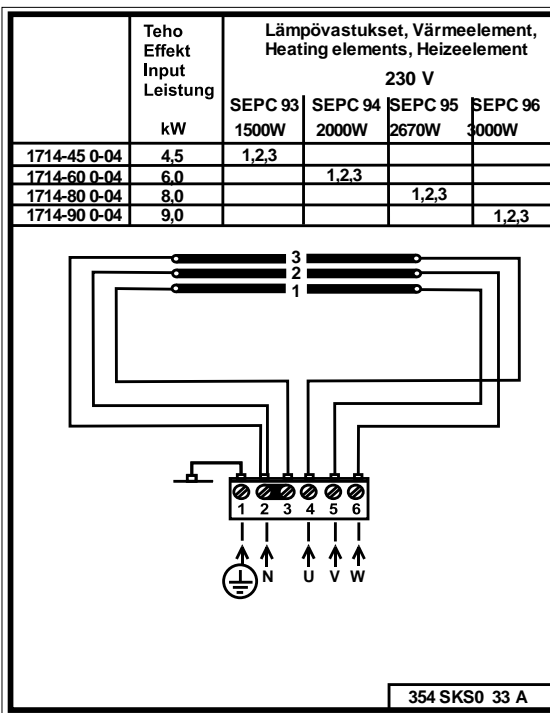 Teho
Effekt
Input
Leistung
kW
Lämpövastukset, Värmeelement,
Heating elements, Heizeelement
230 V
SEPC 93 SEPC 94 SEPC 95 SEPC 96
1500W 2000W 2670W 3000W
1714-45 0-04 4,5 1,2,3
1714-60 0-04 6,0 1,2,3
1714-80 0-04 8,0 1,2,3
1714-90 0-04 9,0 1,2,3
3
2
1
1 2 3 4 5 6
N U V W
354 SKS0 33 A